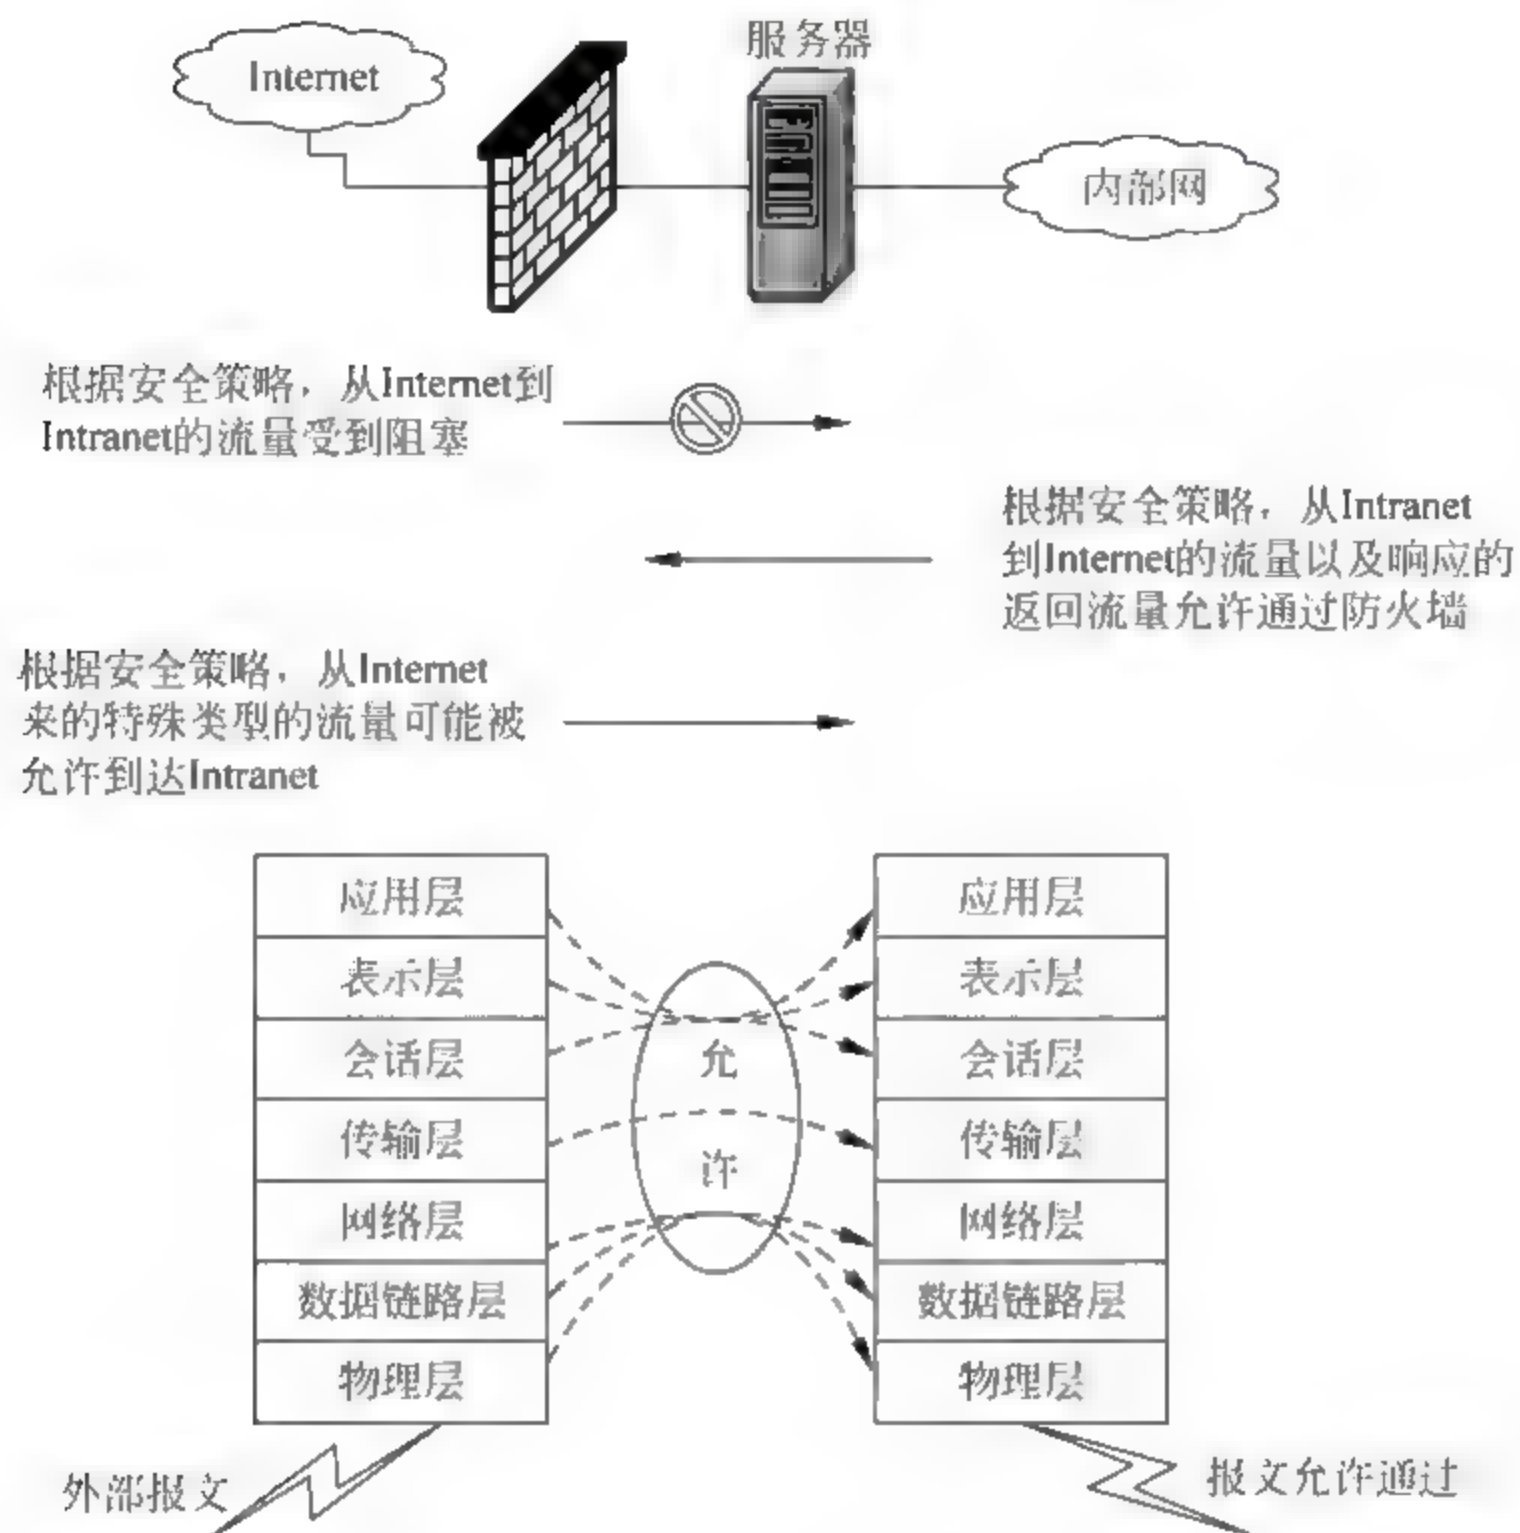 Internet
服务器
内部网
根据安全策略，从Internet到
Intranet的流量受到阻塞
根据安全策略，从Intranet
到Internet的流量以及响应的
返回流量允许通过防火墙
根据安全策略，从Internet
来的特殊类型的流量可能被
允许到达Intranet
应用层
表示层
会话层
传输层
网络层
数据链路层
物理层
允
许
应用层
表示层
会话层
传输层
网络层
数据链路层
物理层
外部报文
报文允许通过